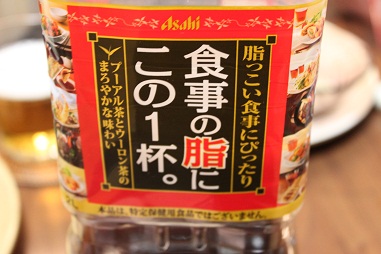 Asahi
脂っこい食事にぴったり
食事の脂に
この1杯。
プーアル茶とウーロン茶の
まろやかな味わい
本品は、特定保健用食品ではございません。